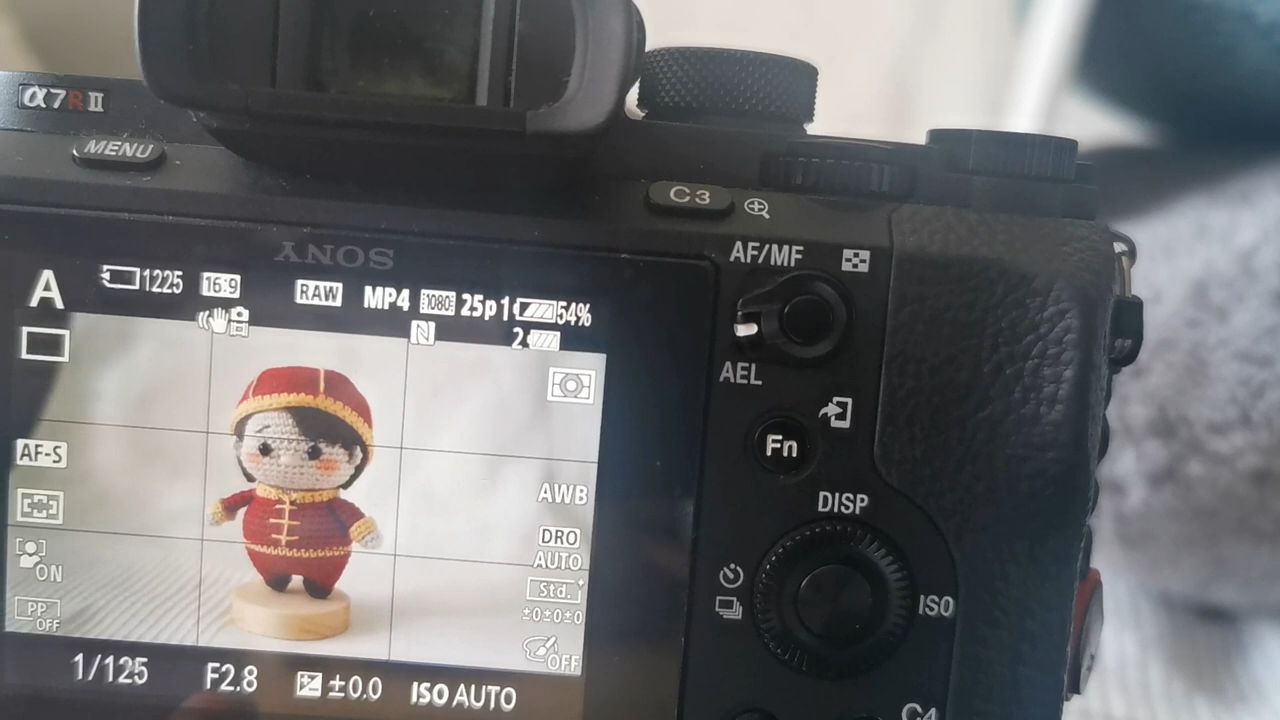 α7RII
MENU
C3
SONY
AF/MF
A
1225
16:9
RAW
MP4
1080
25p
1
54%
2
N
AEL
Fn
AF-S
AWB
DISP
DRO
AUTO
ON
Std.
±0±0±0
ISO
PP
OFF
OFF
1/125
F2.8
±0.0
ISO AUTO
C4